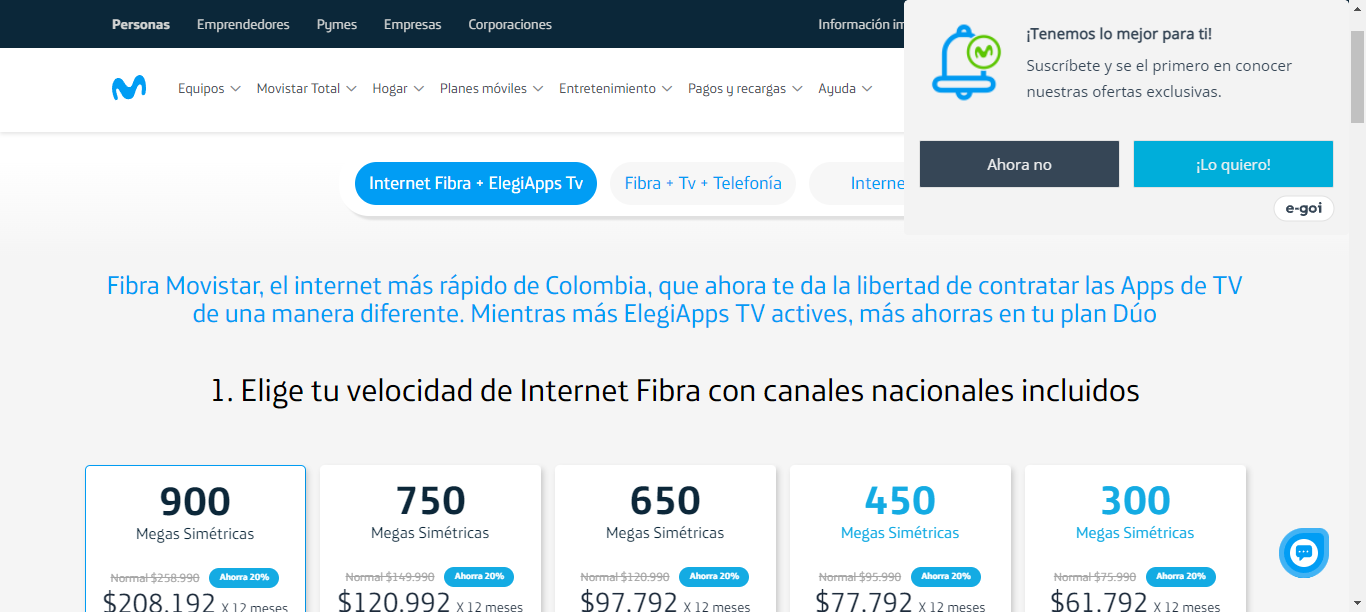 Personas Emprendedores Pymes Empresas Corporaciones Información im
¡Tenemos lo mejor para ti!
Suscríbete y se el primero en conocer
nuestras ofertas exclusivas.
Equipos Movistar Total Hogar Planes móviles Entretenimiento Pagos y recargas Ayuda
Ahora no ¡Lo quiero!
e-goi
Internet Fibra + ElegiApps Tv Fibra + Tv + Telefonía Interne
Fibra Movistar, el internet más rápido de Colombia, que ahora te da la libertad de contratar las Apps de TV
de una manera diferente. Mientras más ElegiApps TV actives, más ahorras en tu plan Dúo
1. Elige tu velocidad de Internet Fibra con canales nacionales incluidos
900 750 650 450 300
Megas Simétricas Megas Simétricas Megas Simétricas Megas Simétricas Megas Simétricas
Normal $258.990 Ahorra 20% Normal $149.990 Ahorra 20% Normal $120.990 Ahorra 20% Normal $95.990 Ahorra 20% Normal $75.990 Ahorra 20%
$208.192 X 12 meses $120.992 X 12 meses $97.792 X 12 meses $77.792 X 12 meses $61.792 X 12 meses